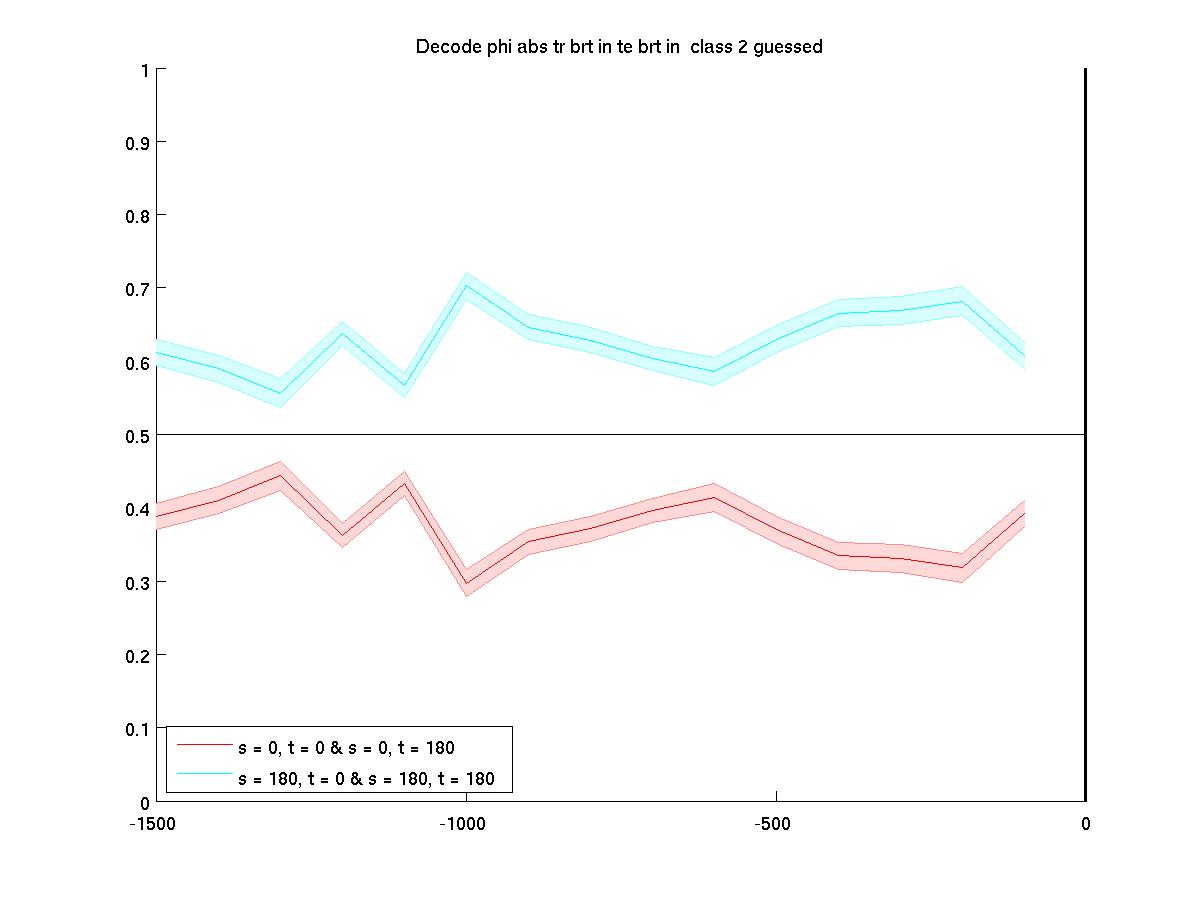 Decode phi abs tr brt in te brt in  class 2 guessed
1
0.9
0.8
0.7
0.6
0.5
0.4
0.3
0.2
0.1
0
s = 0, t = 0 & s = 0, t = 180
s = 180, t = 0 & s = 180, t = 180
-1500 -1000 -500 0